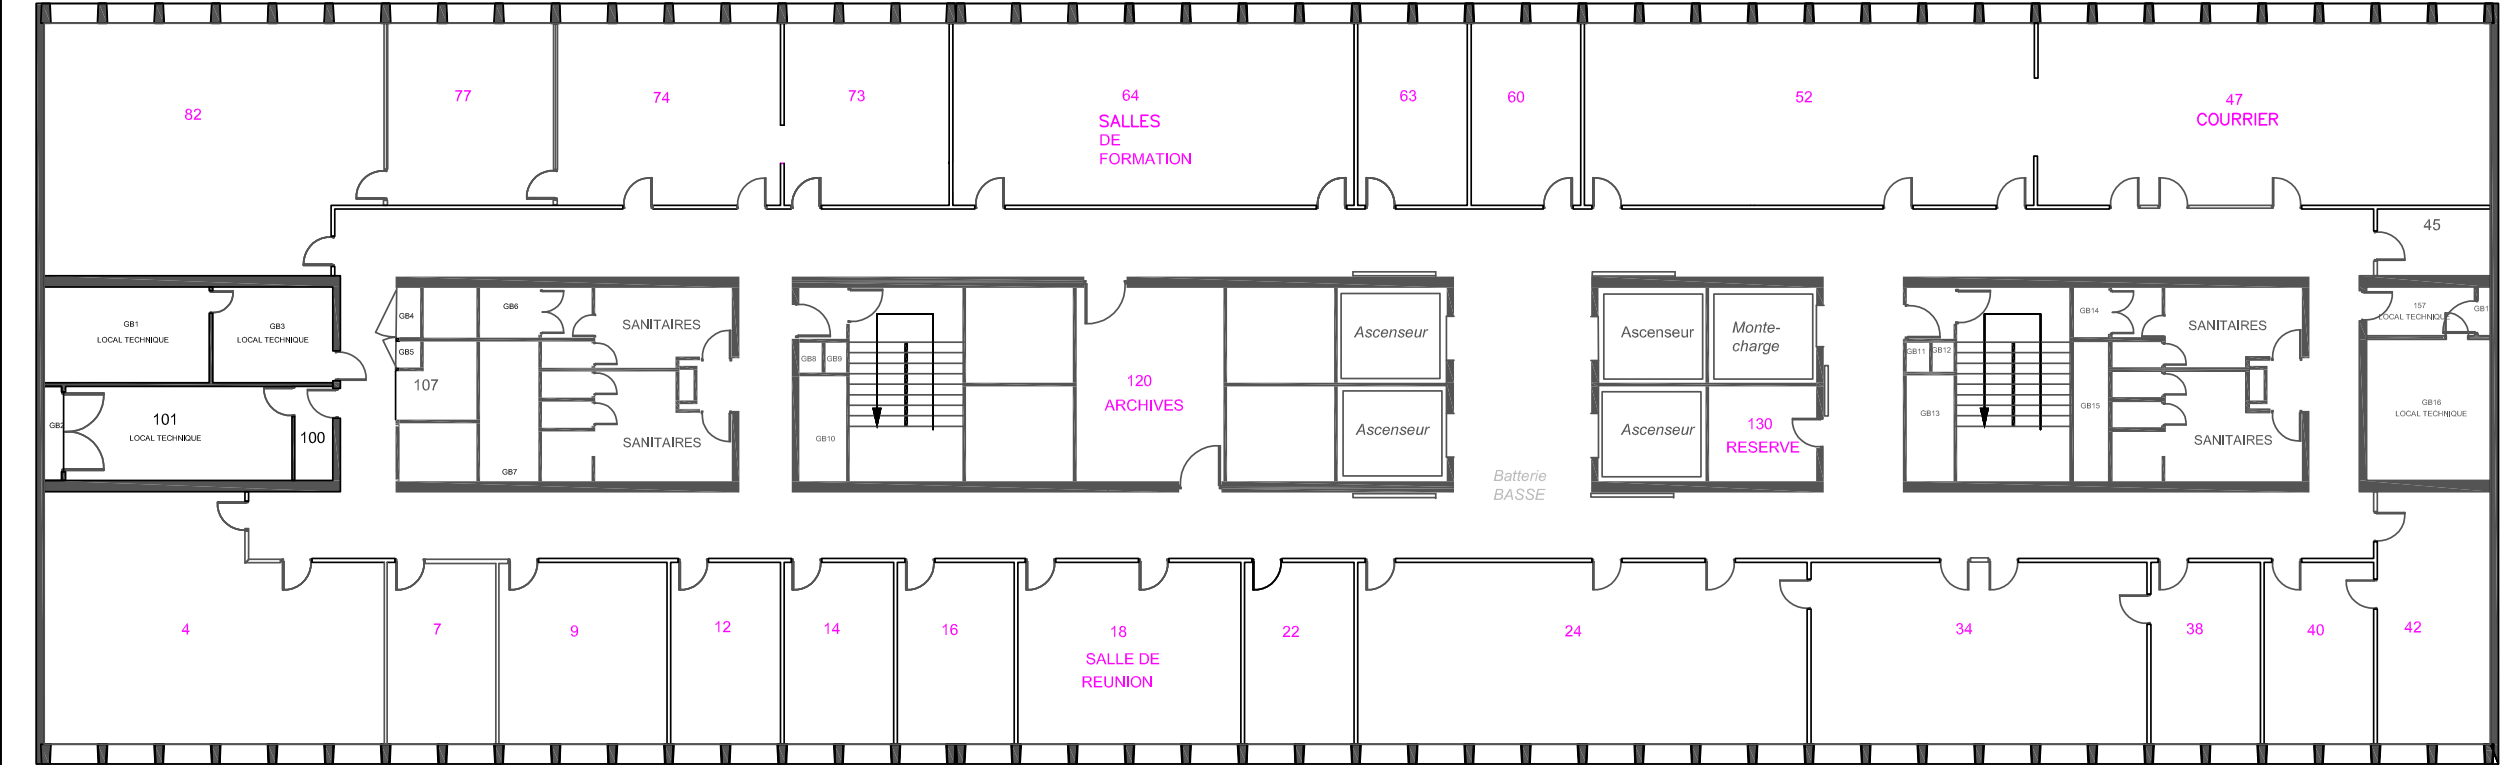 82
77
74
73
64
SALLES
DE
FORMATION
63
60
52
47
COURRIER
45
GB1
LOCAL TECHNIQUE
GB3
LOCAL TECHNIQUE
GB2
101
LOCAL TECHNIQUE
100
GB4
GB5
107
GB6
GB7
SANITAIRES
SANITAIRES
GB8
GB9
GB10
120
ARCHIVES
Ascenseur
Ascenseur
Batterie
BASSE
Ascenseur
Monte-
charge
Ascenseur
130
RESERVE
GB11
GB12
GB13
GB14
GB15
SANITAIRES
SANITAIRES
157
LOCAL TECHNIQUE
GB16
LOCAL TECHNIQUE
4
7
9
12
14
16
18
SALLE DE
REUNION
22
24
34
38
40
42